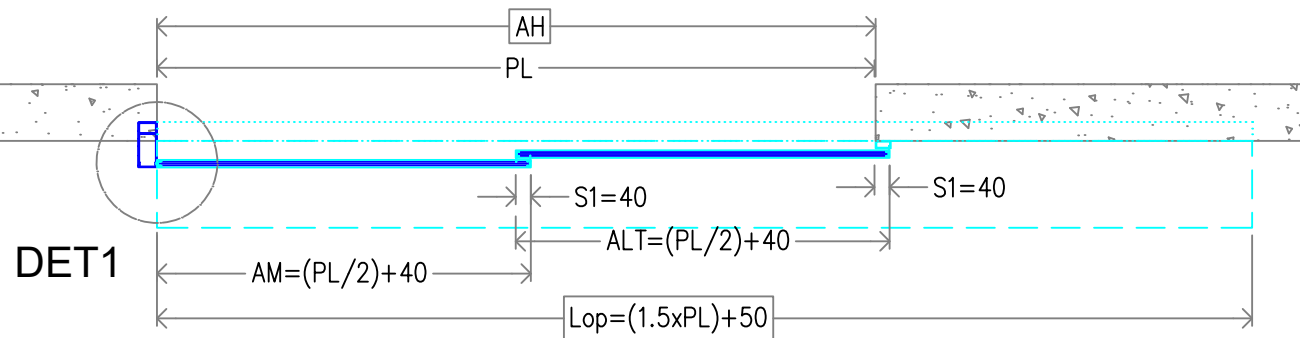 AH
PL
S1=40
S1=40
ALT=(PL/2)+40
DET1
AM=(PL/2)+40
Lop=(1.5xPL)+50